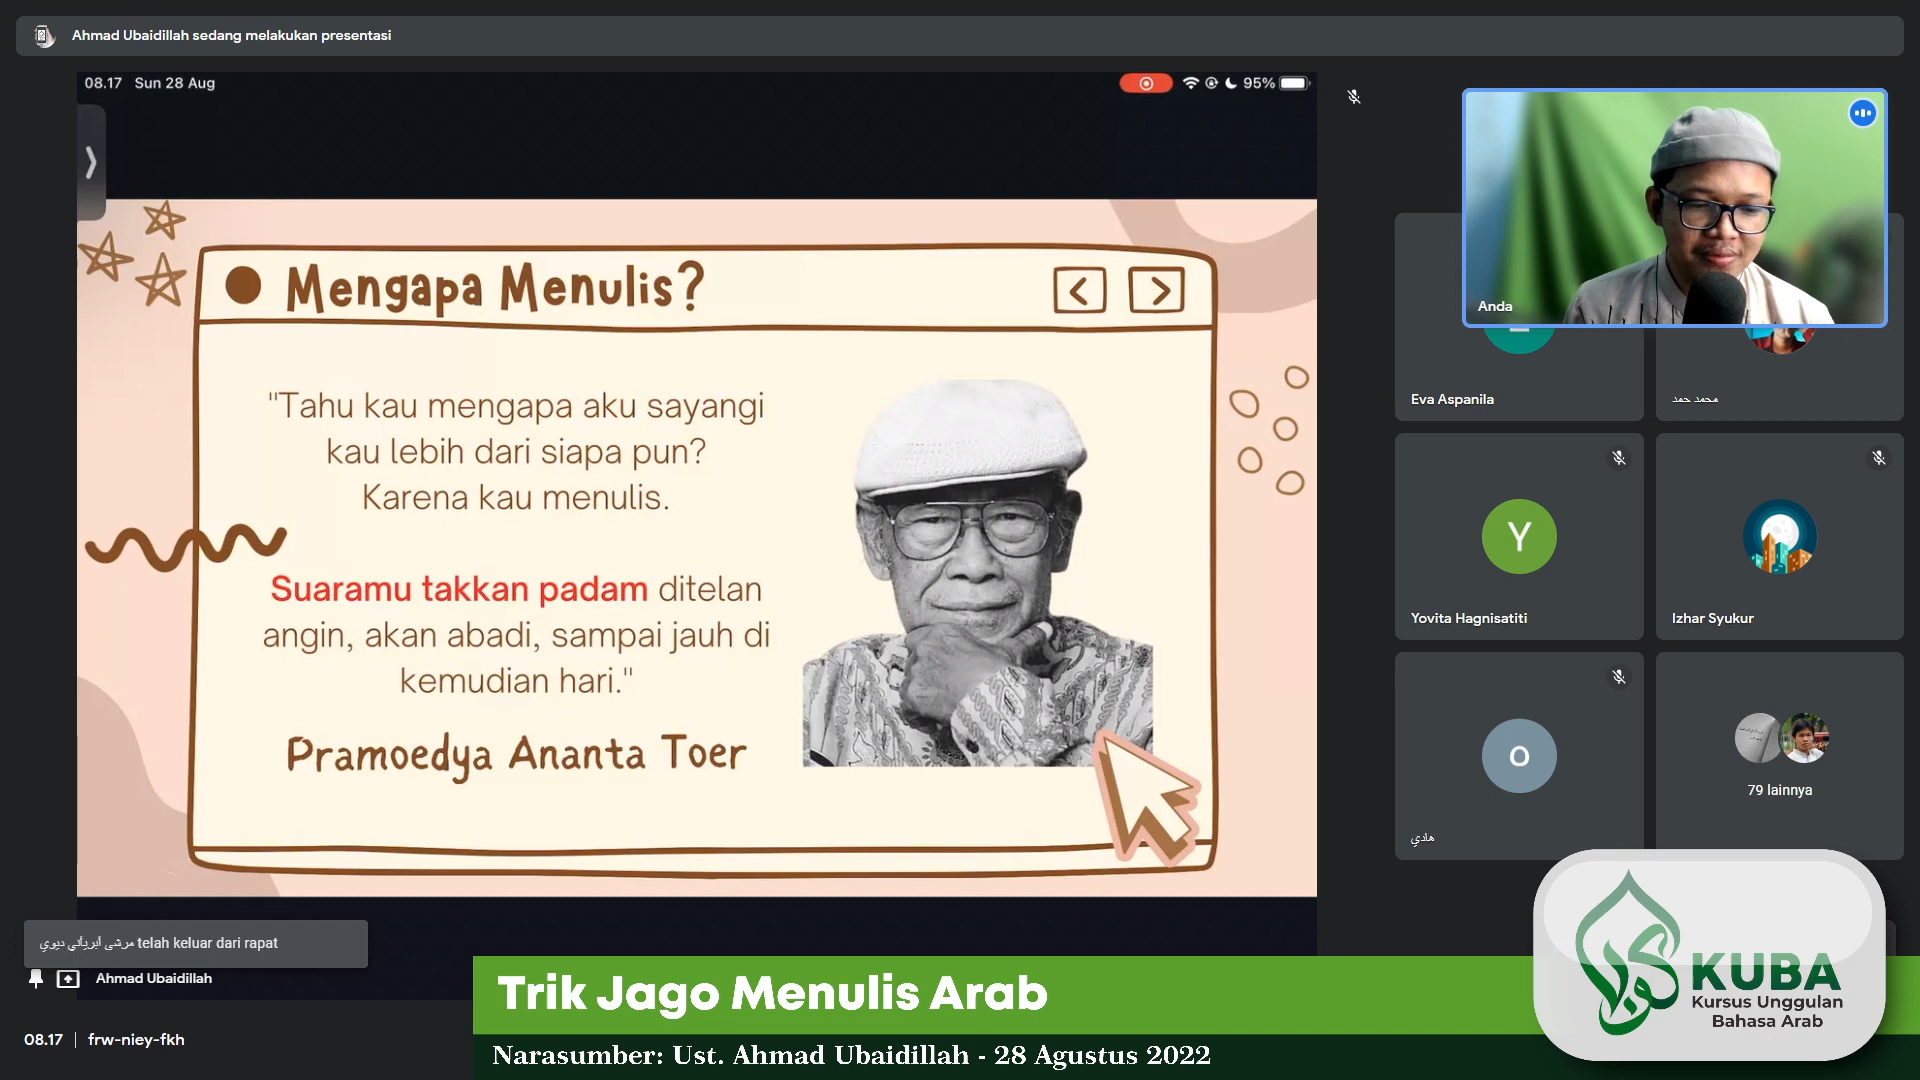 Ahmad Ubaidillah sedang melakukan presentasi
08.17 Sun 28 Aug
95%
Mengapa Menulis?
"Tahu kau mengapa aku sayangi
kau lebih dari siapa pun?
Karena kau menulis.
Suaramu takkan padam ditelan
angin, akan abadi, sampai jauh di
kemudian hari."
Pramoedya Ananta Toer
Anda
Eva Aspanila
محمد حمد
Y
Yovita Hagnisatiti
Izhar Syukur
o
هادي
79 lainnya
مرشى أبريأني ديوي telah keluar dari rapat
Ahmad Ubaidillah
08.17 | frw-niey-fkh
Trik Jago Menulis Arab
Narasumber: Ust. Ahmad Ubaidillah - 28 Agustus 2022
KUBA
Kursus Unggulan
Bahasa Arab